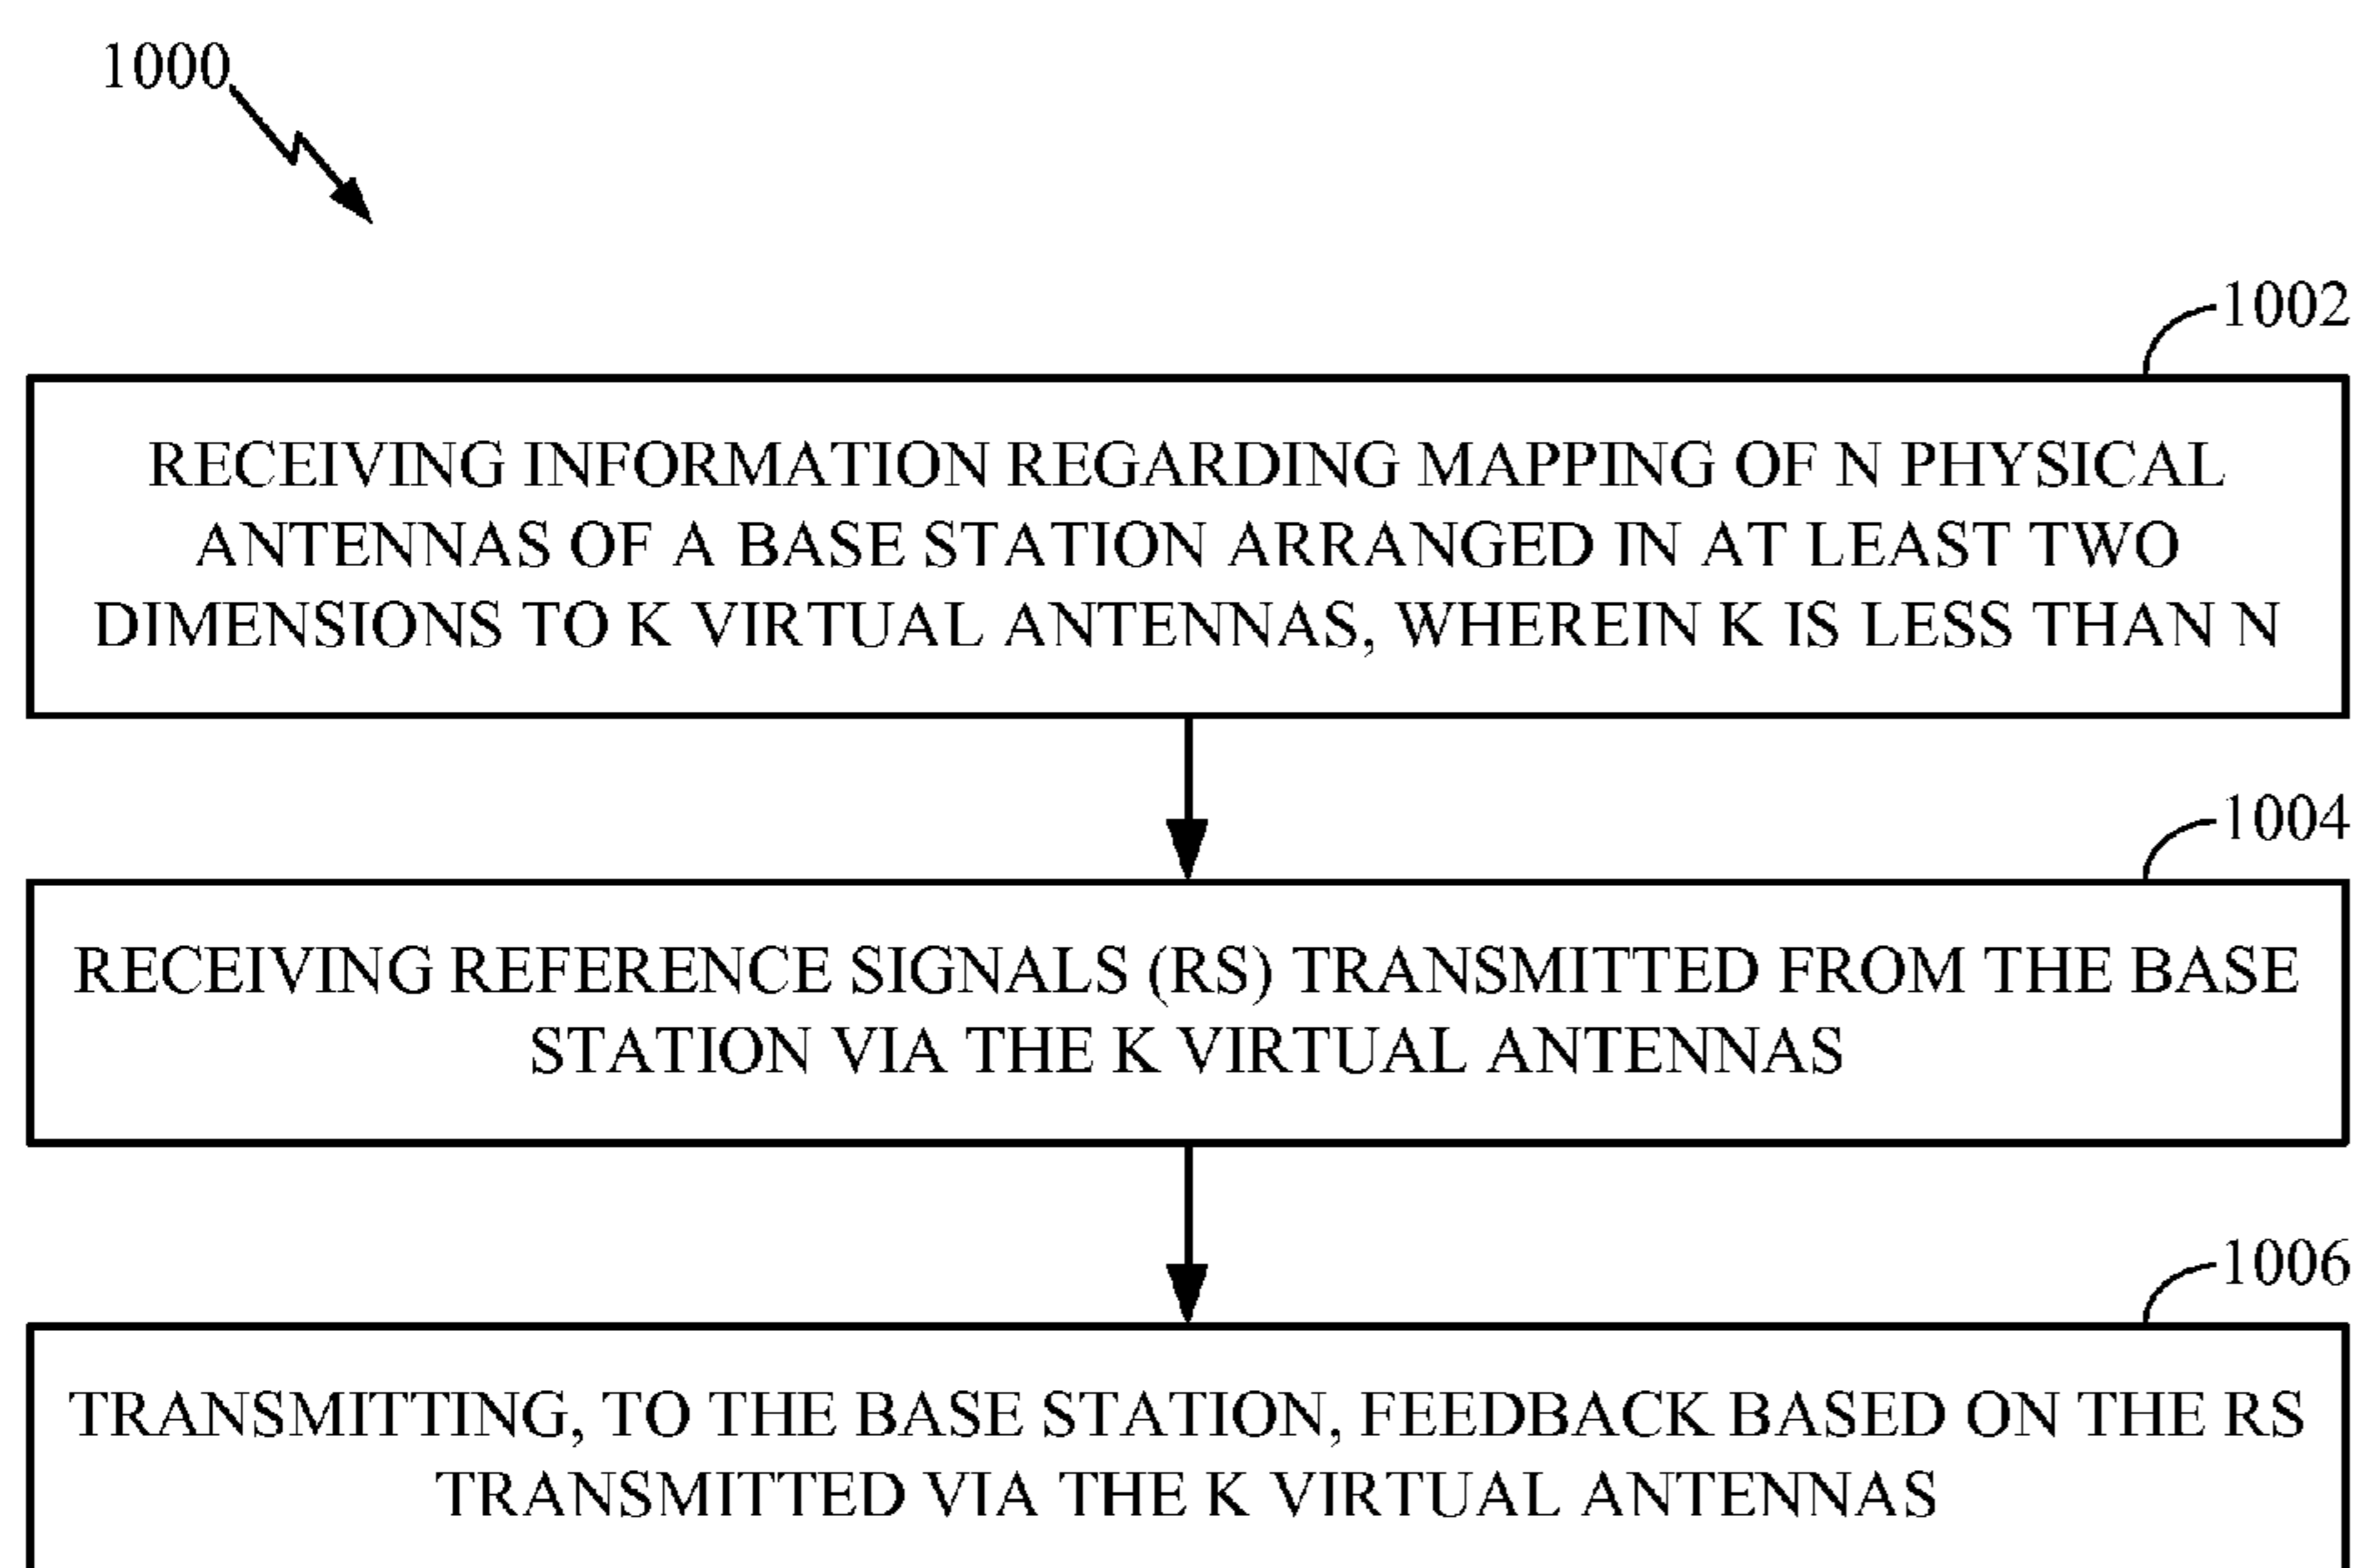 1000
1002
RECEIVING INFORMATION REGARDING MAPPING OF N PHYSICAL
ANTENNAS OF A BASE STATION ARRANGED IN AT LEAST TWO
DIMENSIONS TO K VIRTUAL ANTENNAS, WHEREIN K IS LESS THAN N
1004
RECEIVING REFERENCE SIGNALS (RS) TRANSMITTED FROM THE BASE
STATION VIA THE K VIRTUAL ANTENNAS
1006
TRANSMITTING, TO THE BASE STATION, FEEDBACK BASED ON THE RS
TRANSMITTED VIA THE K VIRTUAL ANTENNAS